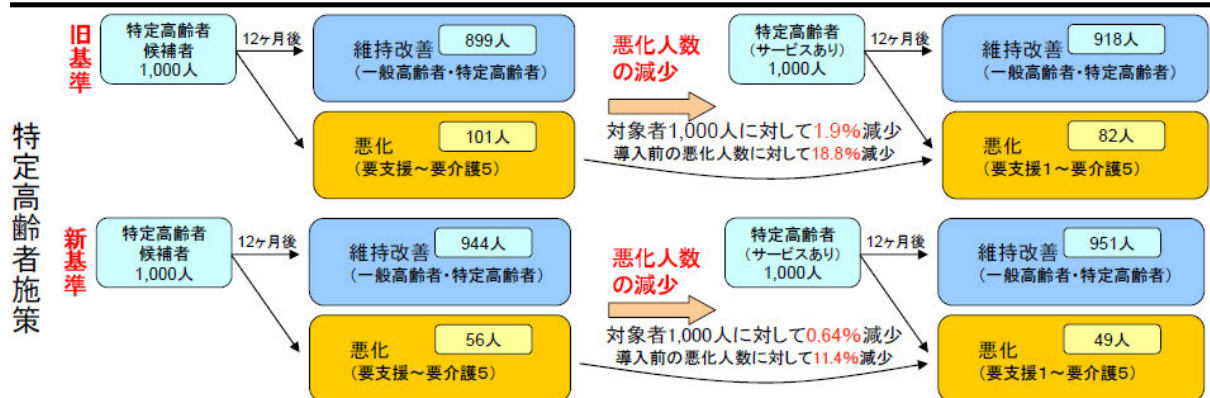 特定高齢者施策
旧基準
特定高齢者
候補者
1,000人
12ヶ月後
維持改善
899人
(一般高齢者・特定高齢者)
悪化
101人
(要支援～要介護5)
悪化人数
の減少
対象者1,000人に対して1.9%減少
導入前の悪化人数に対して18.8%減少
特定高齢者
(サービスあり)
1,000人
12ヶ月後
維持改善
918人
(一般高齢者・特定高齢者)
悪化
82人
(要支援1～要介護5)
新基準
特定高齢者
候補者
1,000人
12ヶ月後
維持改善
944人
(一般高齢者・特定高齢者)
悪化
56人
(要支援～要介護5)
悪化人数
の減少
対象者1,000人に対して0.64%減少
導入前の悪化人数に対して11.4%減少
特定高齢者
(サービスあり)
1,000人
12ヶ月後
維持改善
951人
(一般高齢者・特定高齢者)
悪化
49人
(要支援1～要介護5)